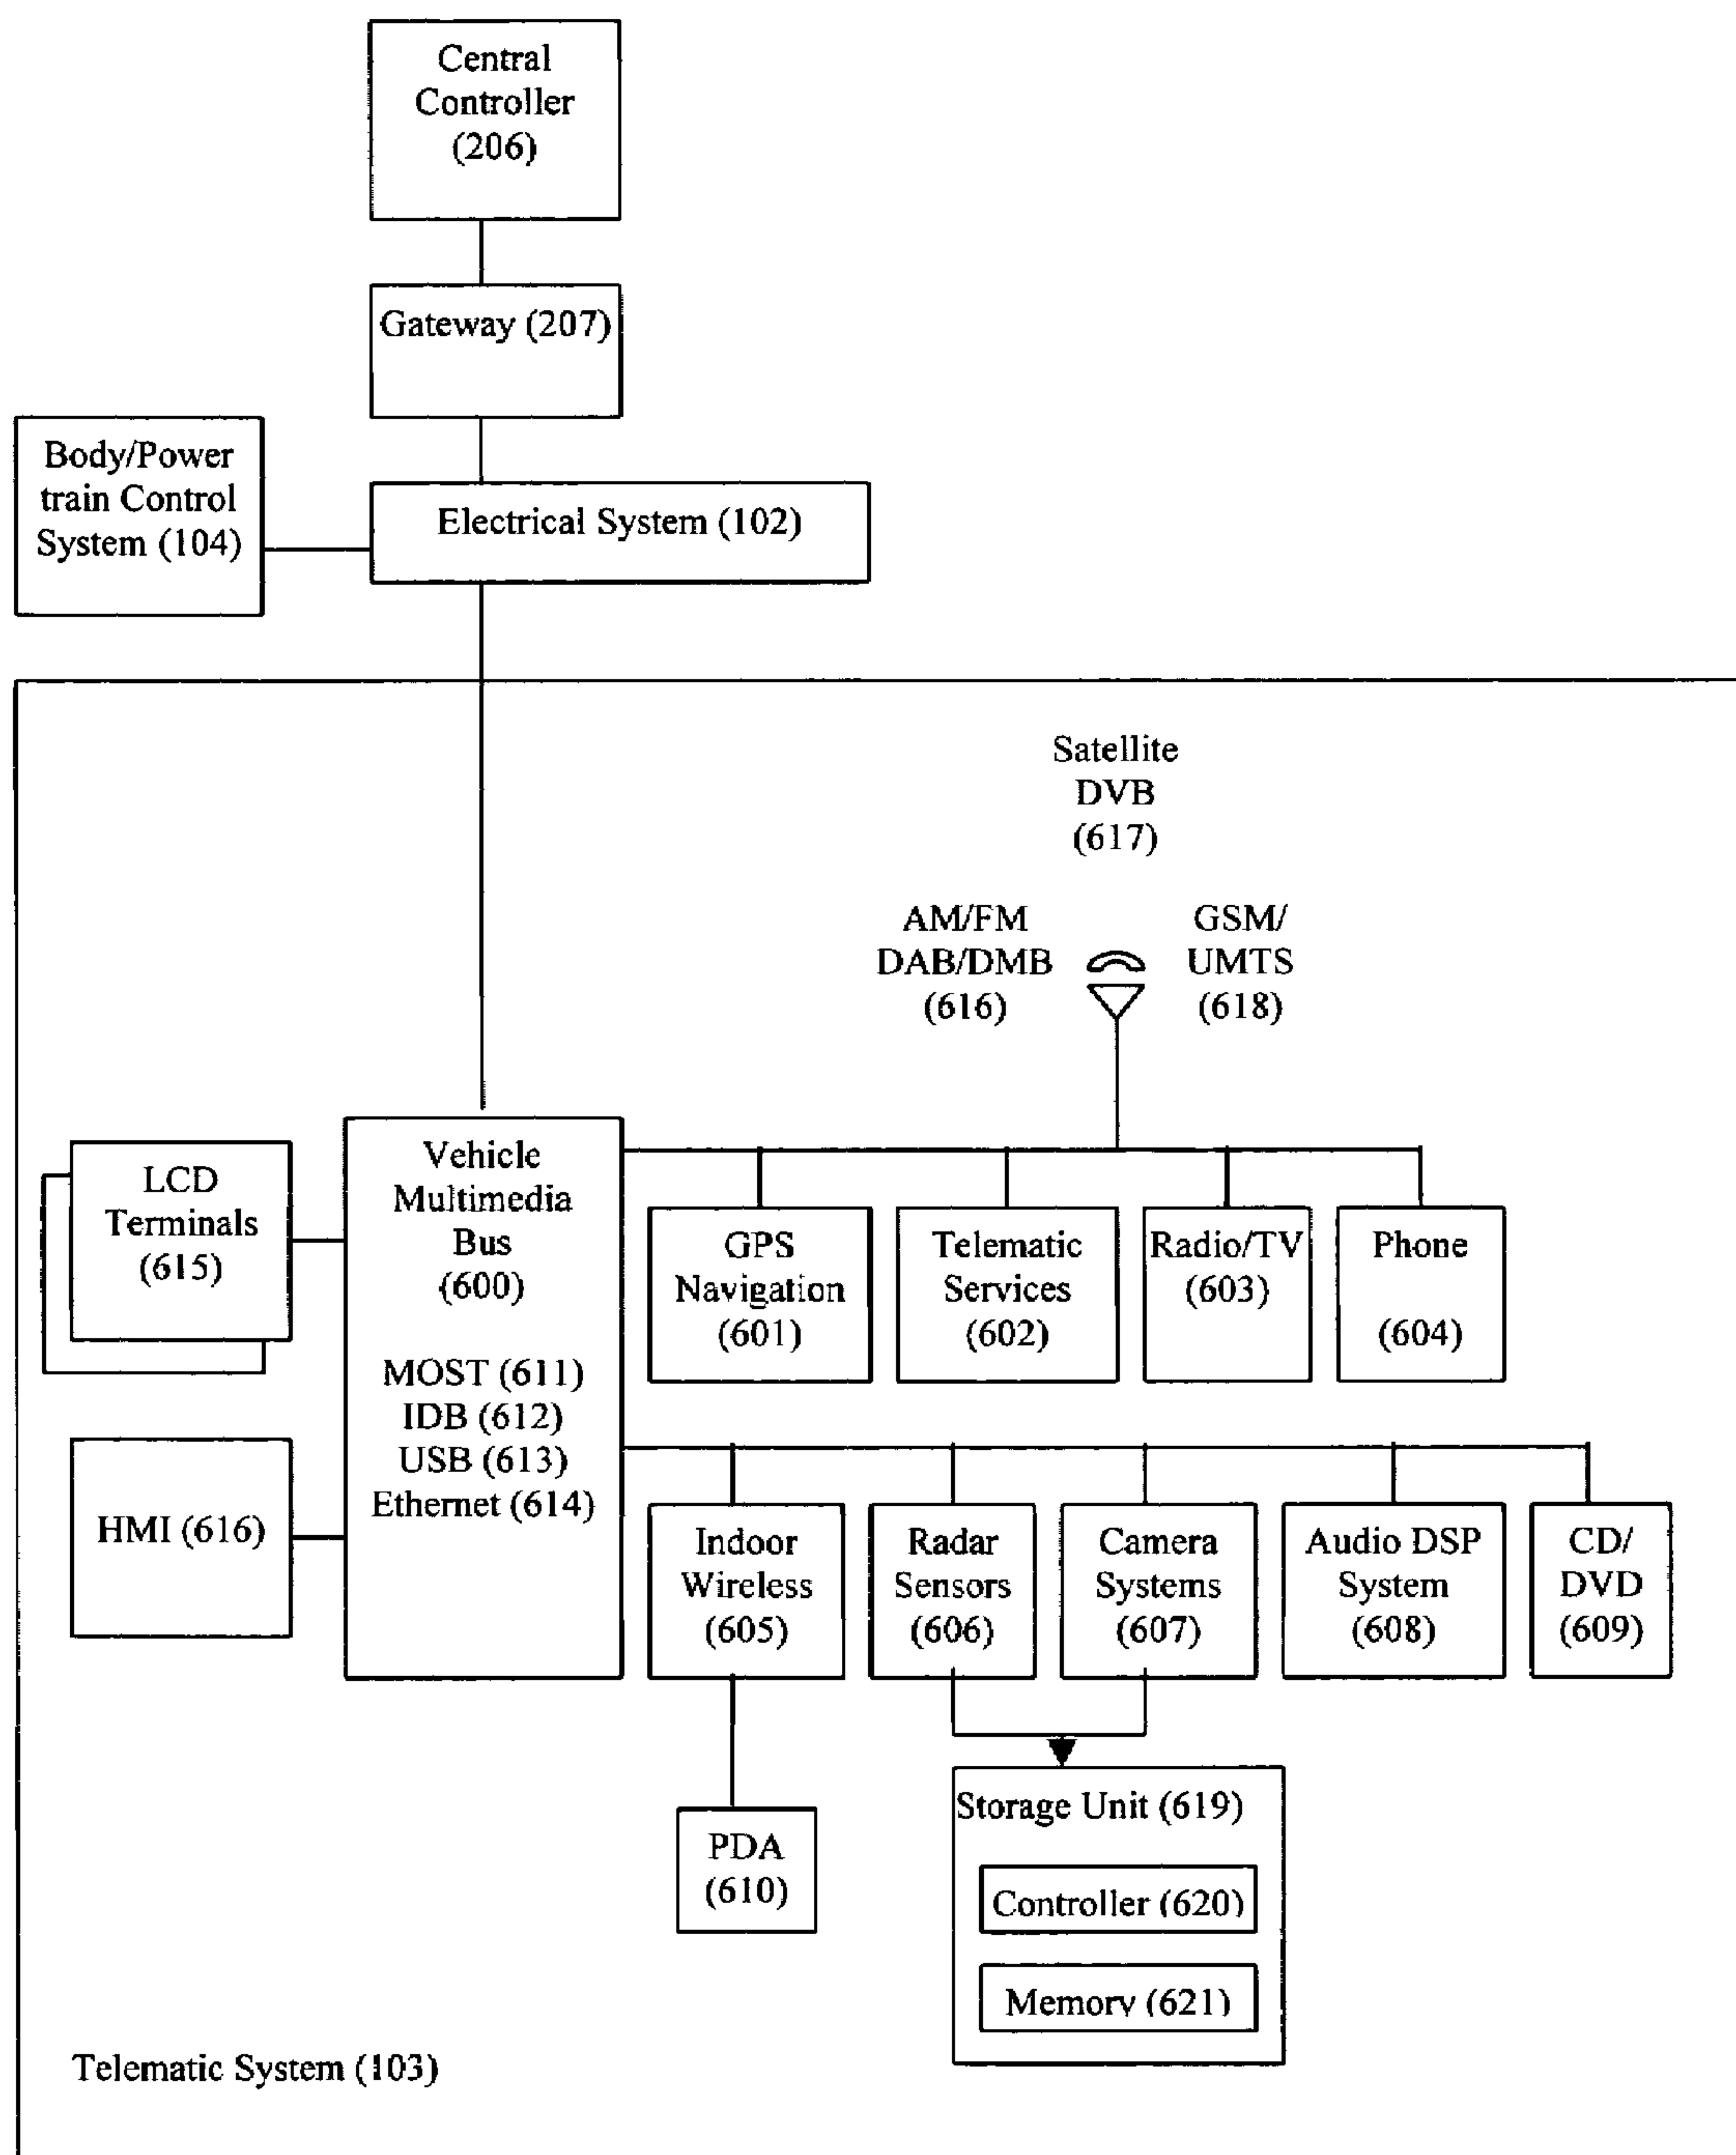 Central
Controller
(206)
Gateway (207)
Body/Power
train Control
System (104)
Electrical System (102)
Satellite
DVB
(617)
AM/FM
DAB/DMB
(616)
GSM/
UMTS
(618)
LCD
Terminals
(615)
Vehicle
Multimedia
Bus
(600)
MOST (611)
IDB (612)
USB (613)
Ethernet (614)
GPS
Navigation
(601)
Telematic
Services
(602)
Radio/TV
(603)
Phone
(604)
HMI (616)
Indoor
Wireless
(605)
Radar
Sensors
(606)
Camera
Systems
(607)
Audio DSP
System
(608)
CD/
DVD
(609)
PDA
(610)
Storage Unit (619)
Controller (620)
Memory (621)
Telematic System (103)